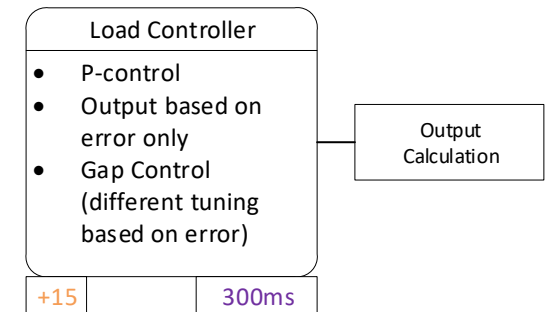 Load Controller
• P-control
• Output based on
error only
• Gap Control
(different tuning
based on error)
Output
Calculation
+15
300ms